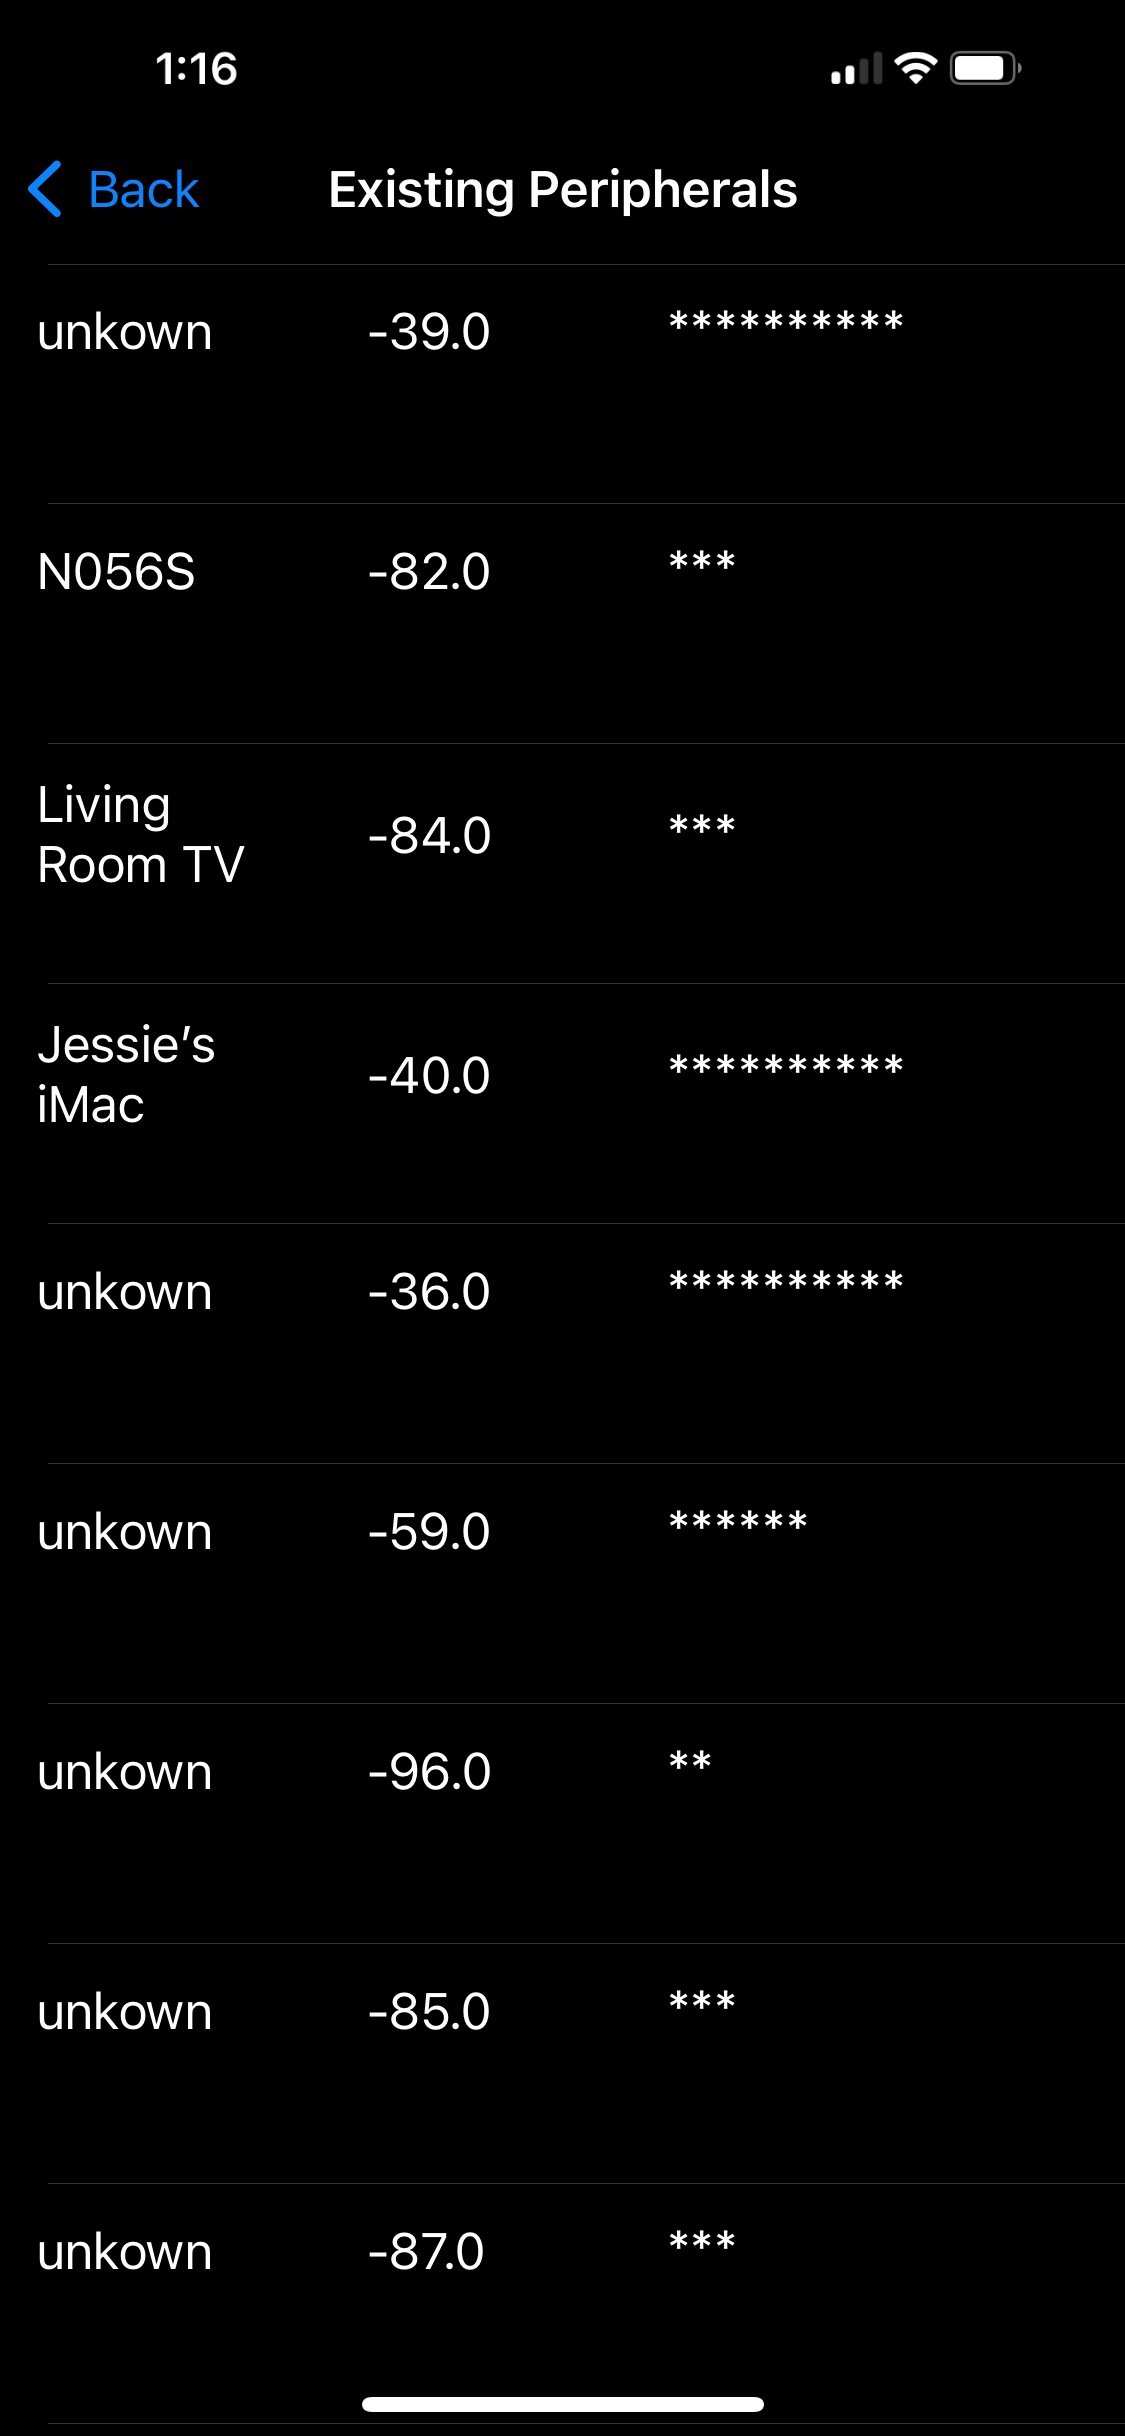 1:16
Back Existing Peripherals
unkown -39.0 **********
N056S -82.0 ***
Living
Room TV -84.0 ***
Jessie’s
iMac -40.0 **********
unkown -36.0 **********
unkown -59.0 ******
unkown -96.0 **
unkown -85.0 ***
unkown -87.0 ***